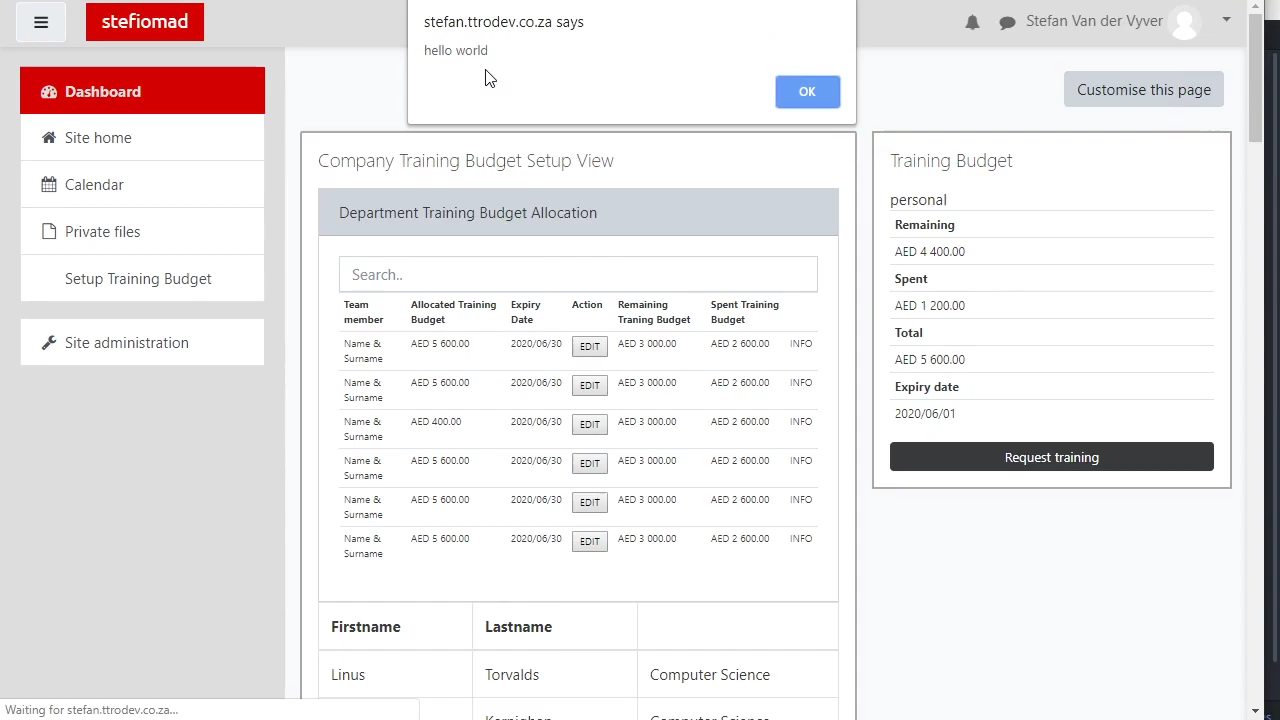 stefiomad
stefan.ttrodev.co.za says
hello world
OK
Stefan Van der Vyver
Dashboard
Site home
Calendar
Private files
Setup Training Budget
Site administration
Customise this page
Company Training Budget Setup View
Department Training Budget Allocation
Search..
Team member Allocated Training Budget Expiry Date Action Remaining Traning Budget Spent Training Budget
Name & Surname AED 5 600.00 2020/06/30 EDIT AED 3 000.00 AED 2 600.00 INFO
Name & Surname AED 5 600.00 2020/06/30 EDIT AED 3 000.00 AED 2 600.00 INFO
Name & Surname AED 400.00 2020/06/30 EDIT AED 3 000.00 AED 2 600.00 INFO
Name & Surname AED 5 600.00 2020/06/30 EDIT AED 3 000.00 AED 2 600.00 INFO
Name & Surname AED 5 600.00 2020/06/30 EDIT AED 3 000.00 AED 2 600.00 INFO
Name & Surname AED 5 600.00 2020/06/30 EDIT AED 3 000.00 AED 2 600.00 INFO
Firstname Lastname
Linus Torvalds Computer Science
Training Budget
personal
Remaining
AED 4 400.00
Spent
AED 1 200.00
Total
AED 5 600.00
Expiry date
2020/06/01
Request training
Waiting for stefan.ttrodev.co.za...